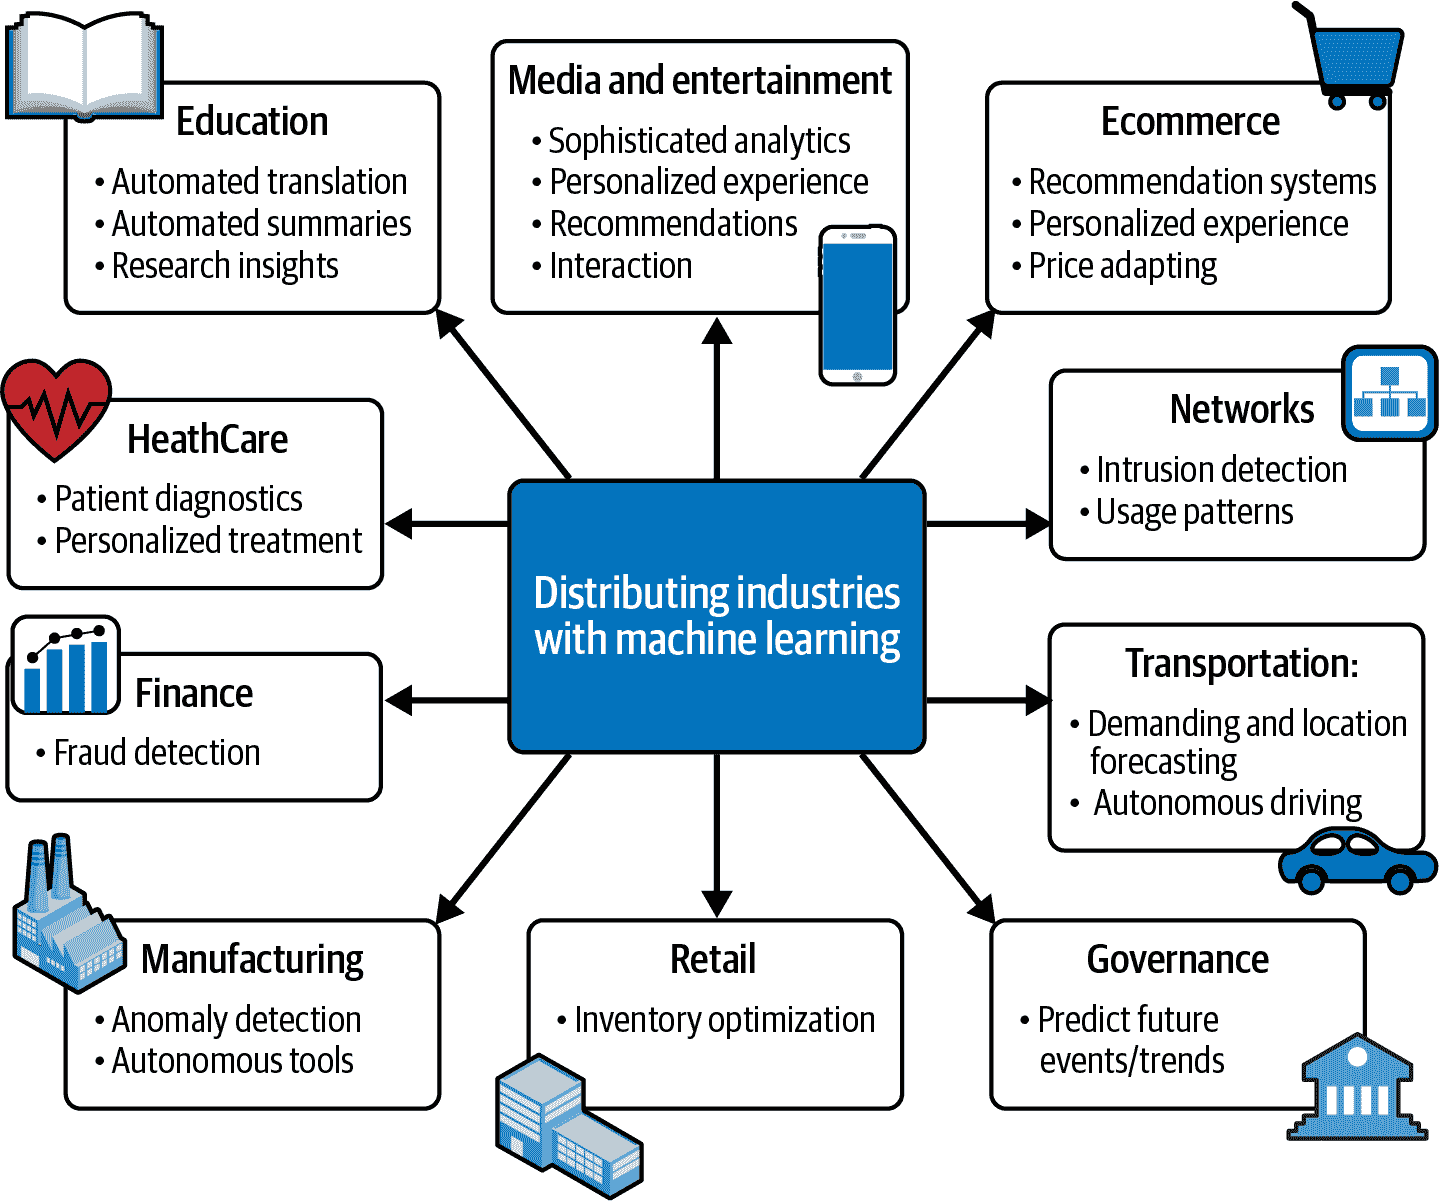 Education
• Automated translation
• Automated summaries
• Research insights
Media and entertainment
• Sophisticated analytics
• Personalized experience
• Recommendations
• Interaction
Ecommerce
• Recommendation systems
• Personalized experience
• Price adapting
HeathCare
• Patient diagnostics
• Personalized treatment
Networks
• Intrusion detection
• Usage patterns
Distributing industries
with machine learning
Finance
• Fraud detection
Transportation:
• Demanding and location
forecasting
• Autonomous driving
Manufacturing
• Anomaly detection
• Autonomous tools
Retail
• Inventory optimization
Governance
• Predict future
events/trends